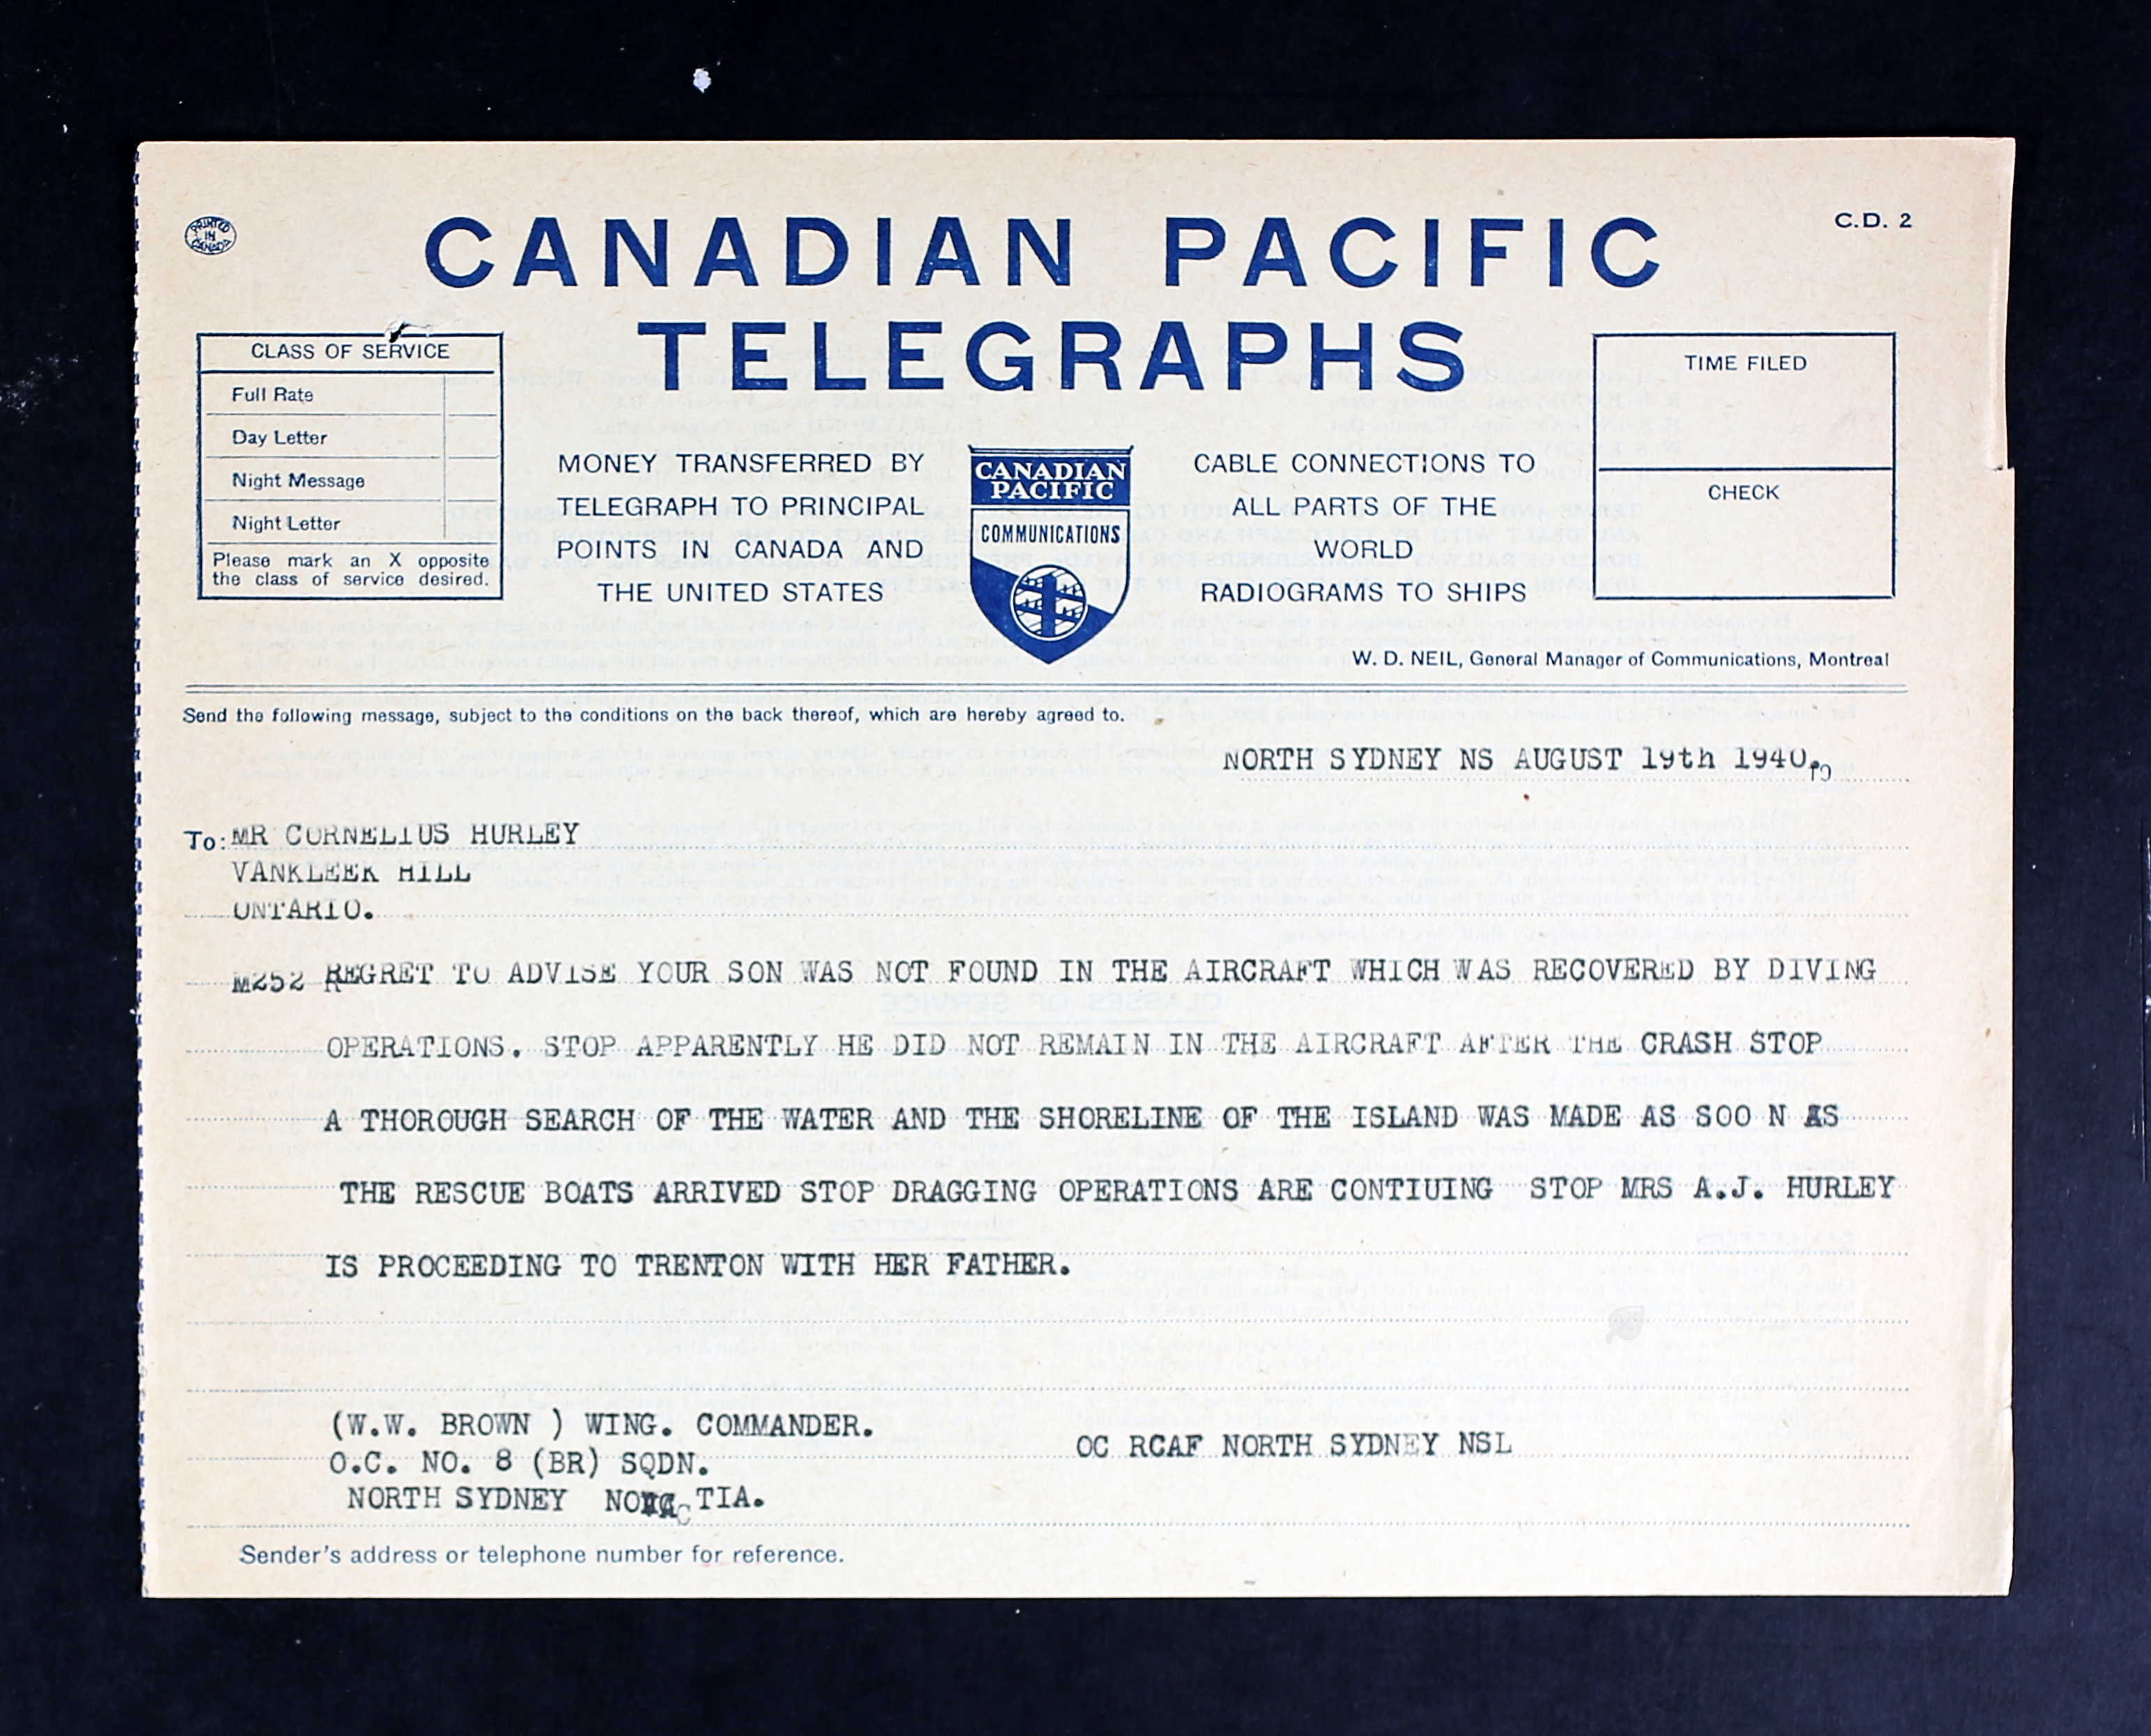 PRINTED IN CANADA
C.D. 2
CANADIAN PACIFIC
TELEGRAPHS
CLASS OF SERVICE
Full Rate
Day Letter
Night Message
Night Letter
Please mark an X opposite
the class of service desired.
MONEY TRANSFERRED BY
TELEGRAPH TO PRINCIPAL
POINTS IN CANADA AND
THE UNITED STATES
CANADIAN
PACIFIC
COMMUNICATIONS
CABLE CONNECTIONS TO
ALL PARTS OF THE
WORLD
RADIOGRAMS TO SHIPS
TIME FILED
CHECK
W. D. NEIL, General Manager of Communications, Montreal
Send the following message, subject to the conditions on the back thereof, which are hereby agreed to.
NORTH SYDNEY NS AUGUST 19th 1940. 19
To: MR CORNELIUS HURLEY
VANKLEEK HILL
ONTARIO.
M252 REGRET TO ADVISE YOUR SON WAS NOT FOUND IN THE AIRCRAFT WHICH WAS RECOVERED BY DIVING
OPERATIONS. STOP APPARENTLY HE DID NOT REMAIN IN THE AIRCRAFT AFTER THE CRASH STOP
A THOROUGH SEARCH OF THE WATER AND THE SHORELINE OF THE ISLAND WAS MADE AS SOO N AS
THE RESCUE BOATS ARRIVED STOP DRAGGING OPERATIONS ARE CONTIUING STOP MRS A.J. HURLEY
IS PROCEEDING TO TRENTON WITH HER FATHER.
(W.W. BROWN ) WING. COMMANDER.
O.C. NO. 8 (BR) SQDN.
OC RCAF NORTH SYDNEY NSL
NORTH SYDNEY
Sender's address or telephone number for reference.